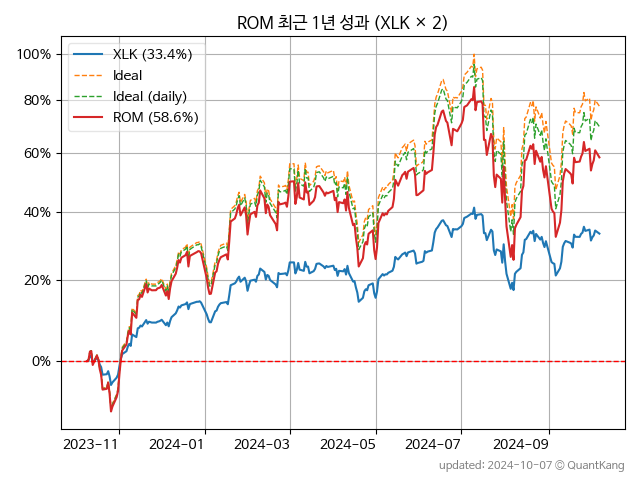 ROM 최근 1년 성과 (XLK × 2)
XLK (33.4%)
Ideal
Ideal (daily)
ROM (58.6%)
100%
80%
60%
40%
20%
0%
2023-11
2024-01
2024-03
2024-05
2024-07
2024-09
updated: 2024-10-07 © QuantKang